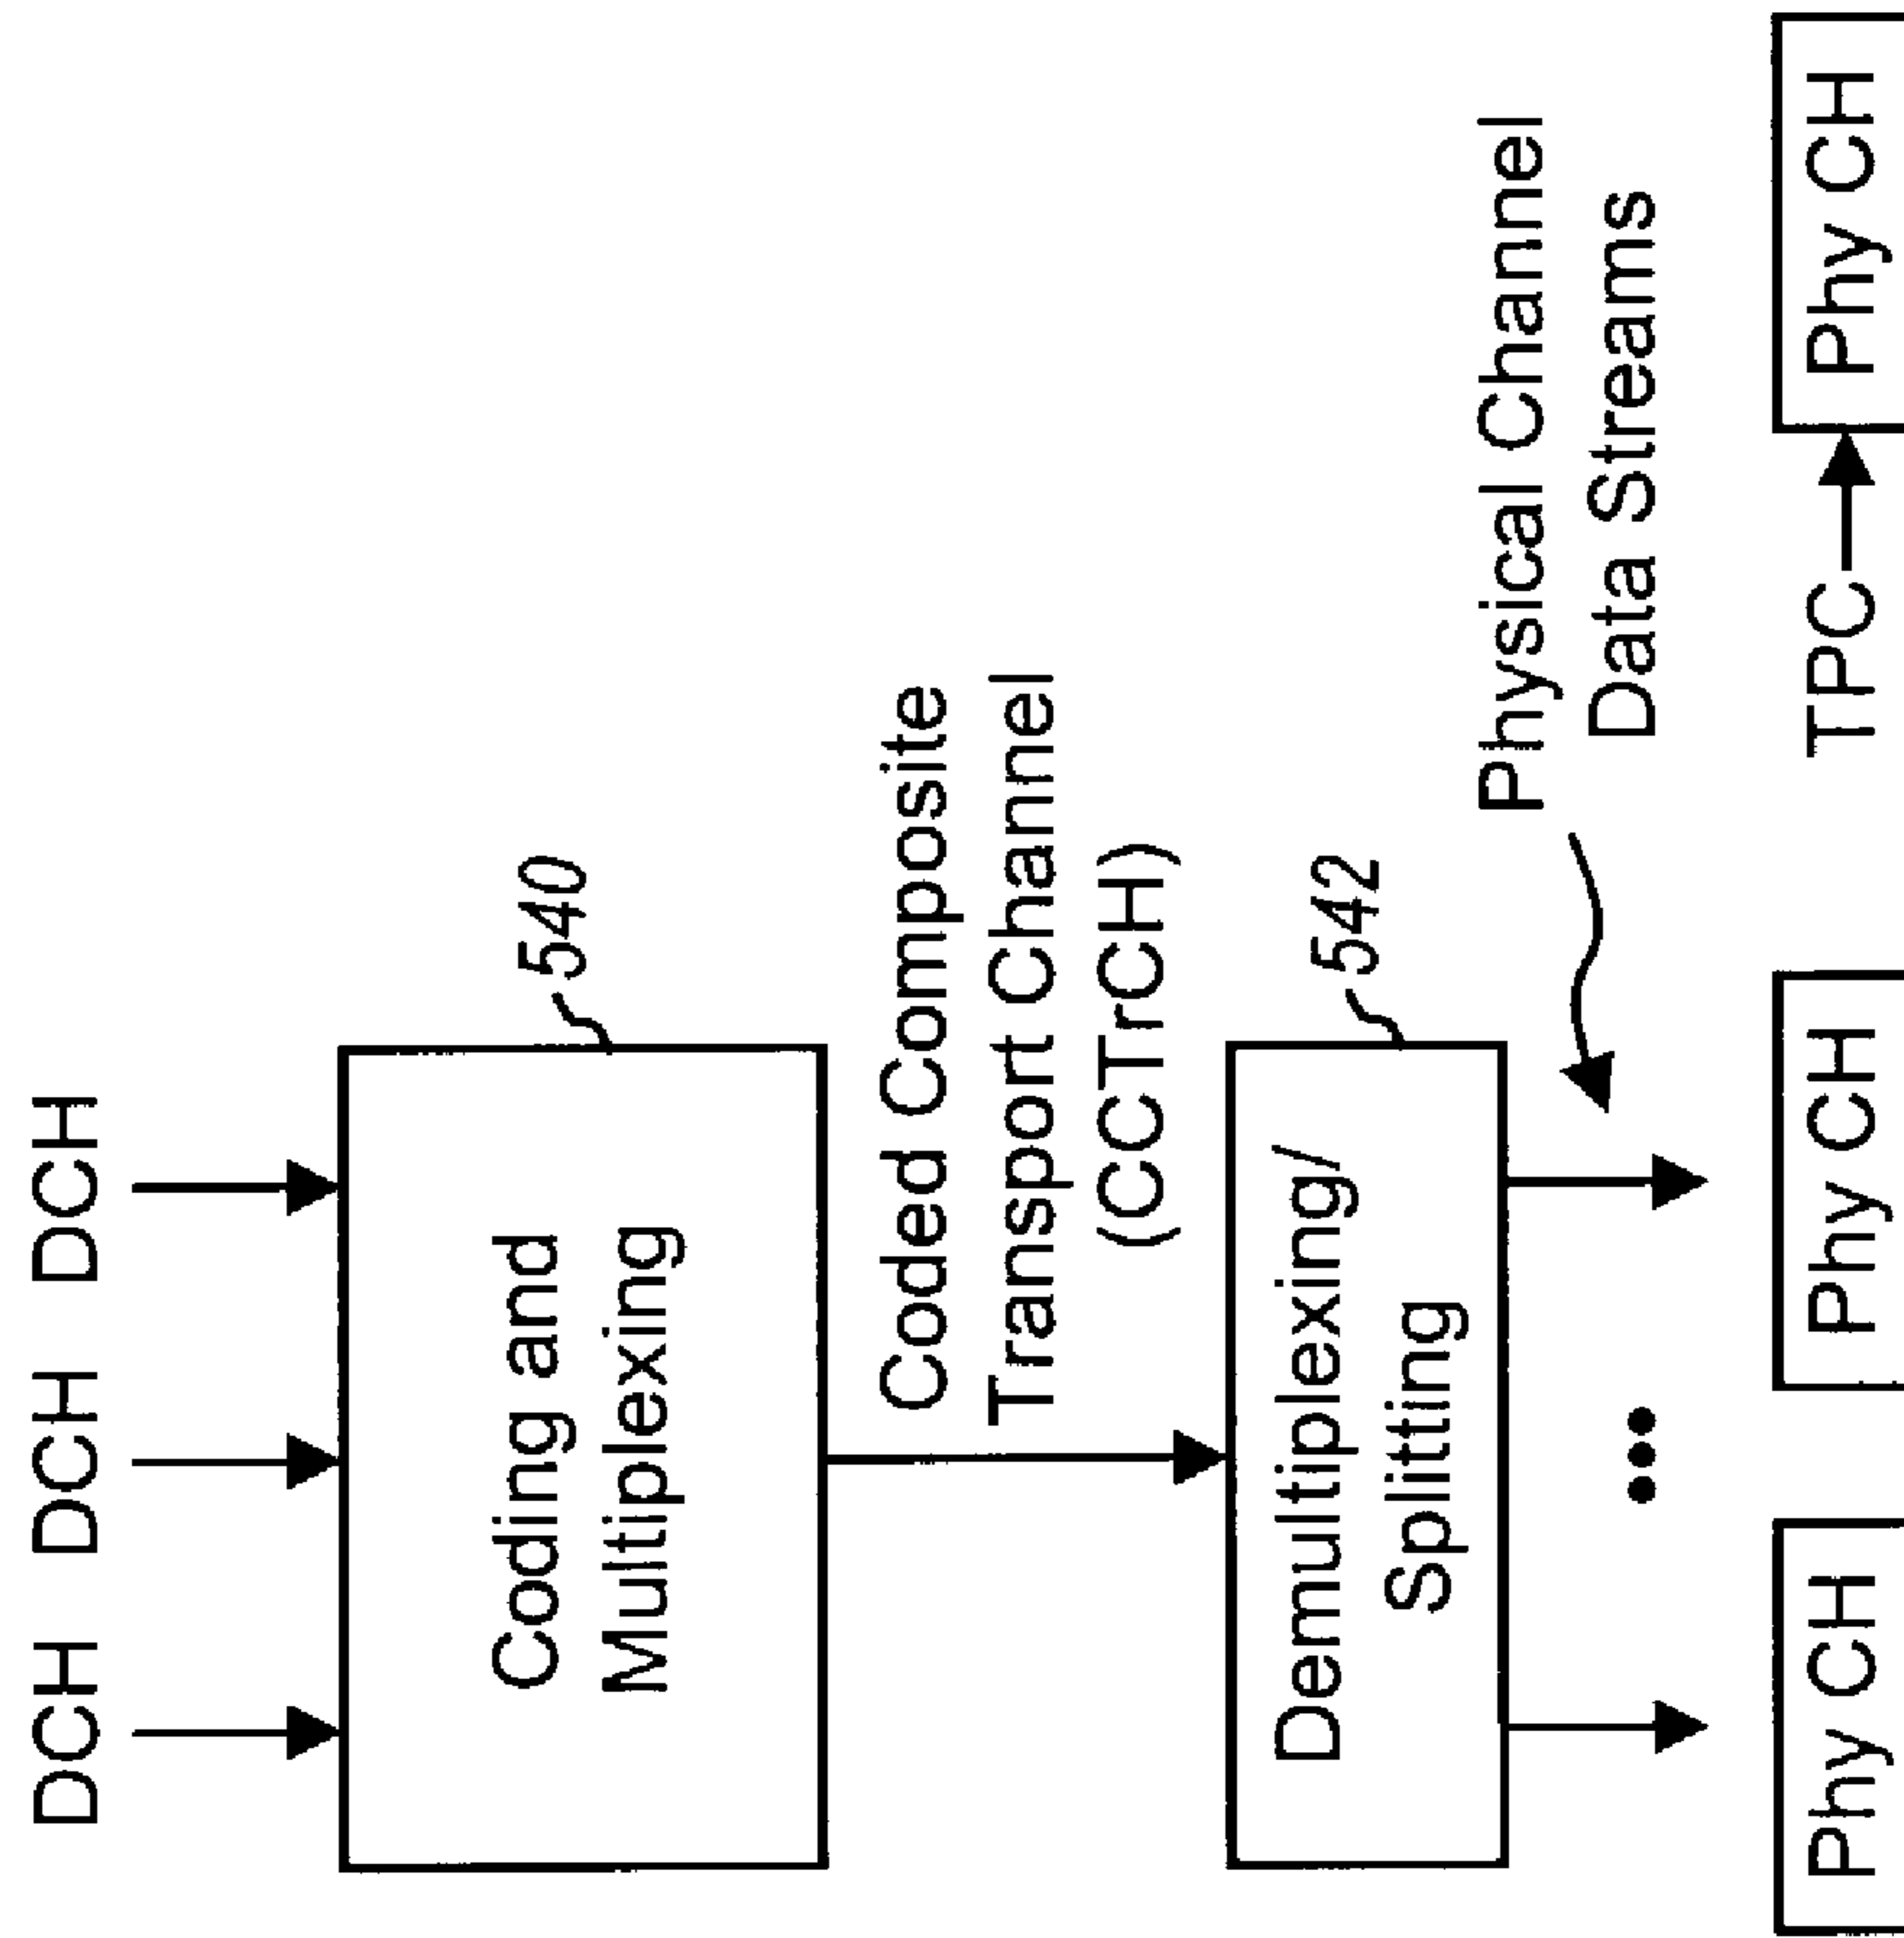 DCH DCH DCH
Coding and
Multiplexing
540
Coded Composite
Transport Channel
(CCTrCH)
Demultiplexing/
Splitting
542
Physical Channel
Data Streams
Phy CH
Phy CH
TPC
Phy CH